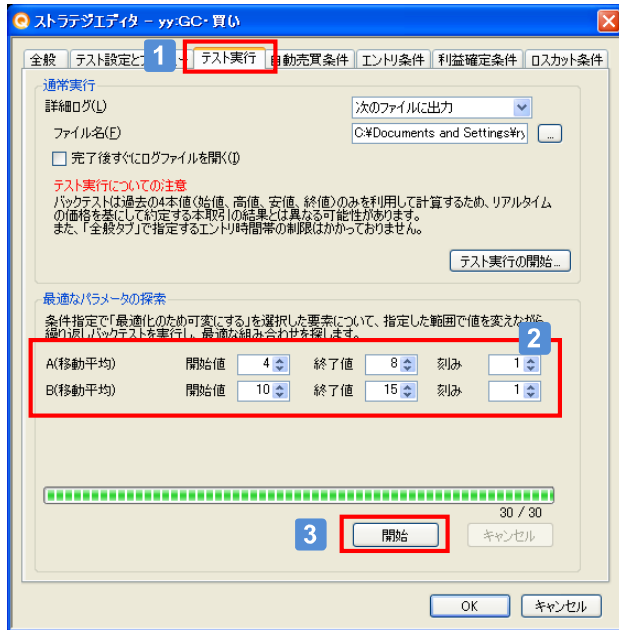 ストラテジエディタ - yy:GC・買い
全般 テスト設定と 1 テスト実行 自動売買条件 エントリ条件 利益確定条件 ロスカット条件
通常実行
詳細ログ(L) 次のファイルに出力
ファイル名(F) C:¥Documents and Settings¥ry ...
完了後すぐにログファイルを開く(I)
テスト実行についての注意
バックテストは過去の4本値(始値、高値、安値、終値)のみを利用して計算するため、リアルタイム
の価格を基にして約定する本取引の結果とは異なる可能性があります。
また、「全般タブ」で指定するエントリ時間帯の制限はかかっておりません。
テスト実行の開始...
最適なパラメータの探索
条件指定で「最適化のため可変にする」を選択した要素について、指定した範囲で値を変えながら
繰り返しバックテストを実行し、最適な組み合わせを探します。
2
A(移動平均) 開始値 4 終了値 8 刻み 1
B(移動平均) 開始値 10 終了値 15 刻み 1
30 / 30
3 開始 キャンセル
OK キャンセル